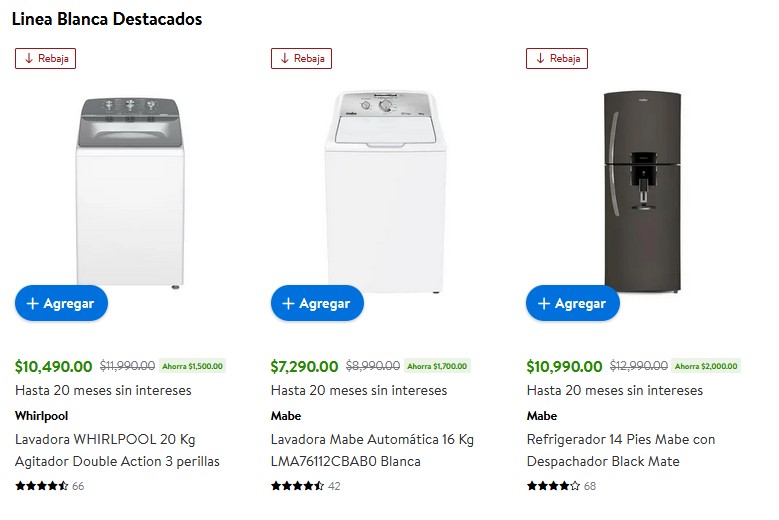 Linea Blanca Destacados
Rebaja
Rebaja
Rebaja
+ Agregar
+ Agregar
+ Agregar
$10,490.00 $11,990.00 Ahorra $1,500.00
Hasta 20 meses sin intereses
Whirlpool
Lavadora WHIRLPOOL 20 Kg
Agitador Double Action 3 perillas
66
$7,290.00 $8,990.00 Ahorra $1,700.00
Hasta 20 meses sin intereses
Mabe
Lavadora Mabe Automática 16 Kg
LMA76112CBAB0 Blanca
42
$10,990.00 $12,990.00 Ahorra $2,000.00
Hasta 20 meses sin intereses
Mabe
Refrigerador 14 Pies Mabe con
Despachador Black Mate
68